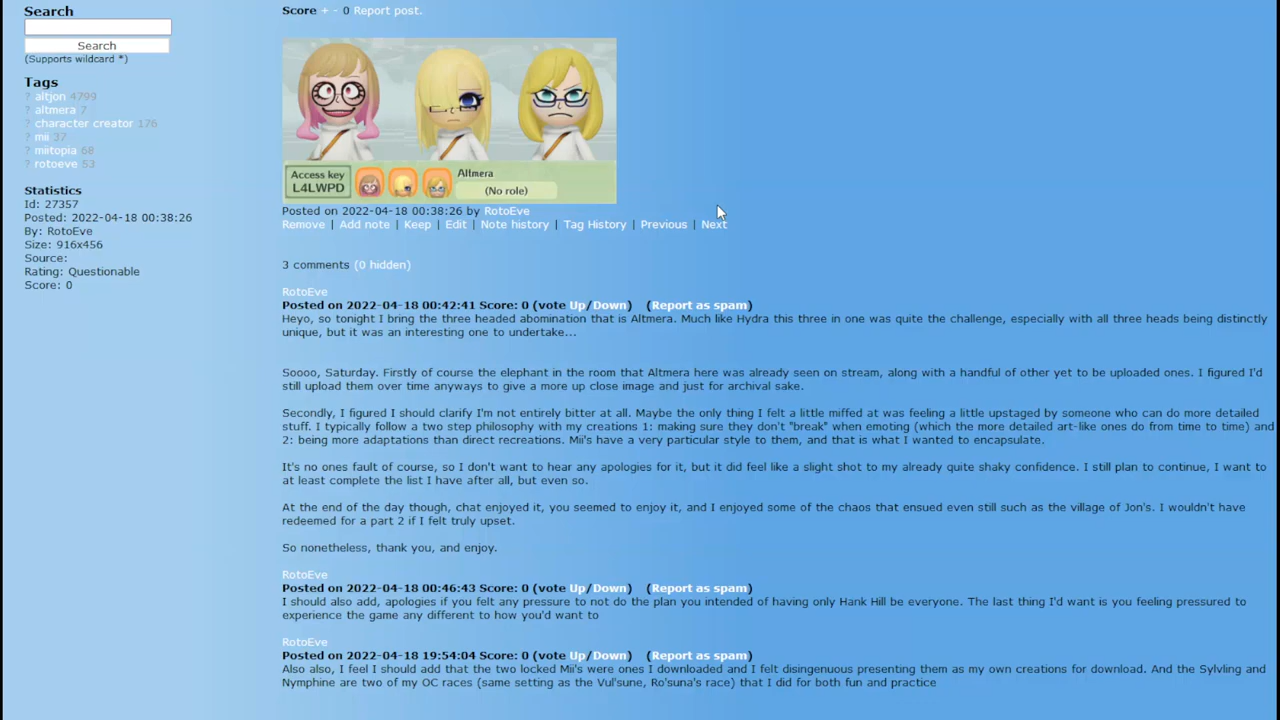 Search
Search
(Supports wildcard *)
Tags
? altjon 4799
? altmera 7
? character creator 176
? mii 37
? miitopia 68
? rotoeve 53
Statistics
Id: 27357
Posted: 2022-04-18 00:38:26
By: RotoEve
Size: 916x456
Source:
Rating: Questionable
Score: 0
Score + - 0 Report post.
Access key
L4LWPD
Altmera
(No role)
Posted on 2022-04-18 00:38:26 by RotoEve
Remove | Add note | Keep | Edit | Note history | Tag History | Previous | Next
3 comments (0 hidden)
RotoEve
Posted on 2022-04-18 00:42:41 Score: 0 (vote Up/Down) (Report as spam)
Heyo, so tonight I bring the three headed abomination that is Altmera. Much like Hydra this three in one was quite the challenge, especially with all three heads being distinctly
unique, but it was an interesting one to undertake...
Soooo, Saturday. Firstly of course the elephant in the room that Altmera here was already seen on stream, along with a handful of other yet to be uploaded ones. I figured I'd
still upload them over time anyways to give a more up close image and just for archival sake.
Secondly, I figured I should clarify I'm not entirely bitter at all. Maybe the only thing I felt a little miffed at was feeling a little upstaged by someone who can do more detailed
stuff. I typically follow a two step philosophy with my creations 1: making sure they don't "break" when emoting (which the more detailed art-like ones do from time to time) and
2: being more adaptations than direct recreations. Mii's have a very particular style to them, and that is what I wanted to encapsulate.
It's no ones fault of course, so I don't want to hear any apologies for it, but it did feel like a slight shot to my already quite shaky confidence. I still plan to continue, I want to
at least complete the list I have after all, but even so.
At the end of the day though, chat enjoyed it, you seemed to enjoy it, and I enjoyed some of the chaos that ensued even still such as the village of Jon's. I wouldn't have
redeemed for a part 2 if I felt truly upset.
So nonetheless, thank you, and enjoy.
RotoEve
Posted on 2022-04-18 00:46:43 Score: 0 (vote Up/Down) (Report as spam)
I should also add, apologies if you felt any pressure to not do the plan you intended of having only Hank Hill be everyone. The last thing I'd want is you feeling pressured to
experience the game any different to how you'd want to
RotoEve
Posted on 2022-04-18 19:54:04 Score: 0 (vote Up/Down) (Report as spam)
Also also, I feel I should add that the two locked Mii's were ones I downloaded and I felt disingenuous presenting them as my own creations for download. And the Sylvling and
Nymphine are two of my OC races (same setting as the Vul'sune, Ro'suna's race) that I did for both fun and practice